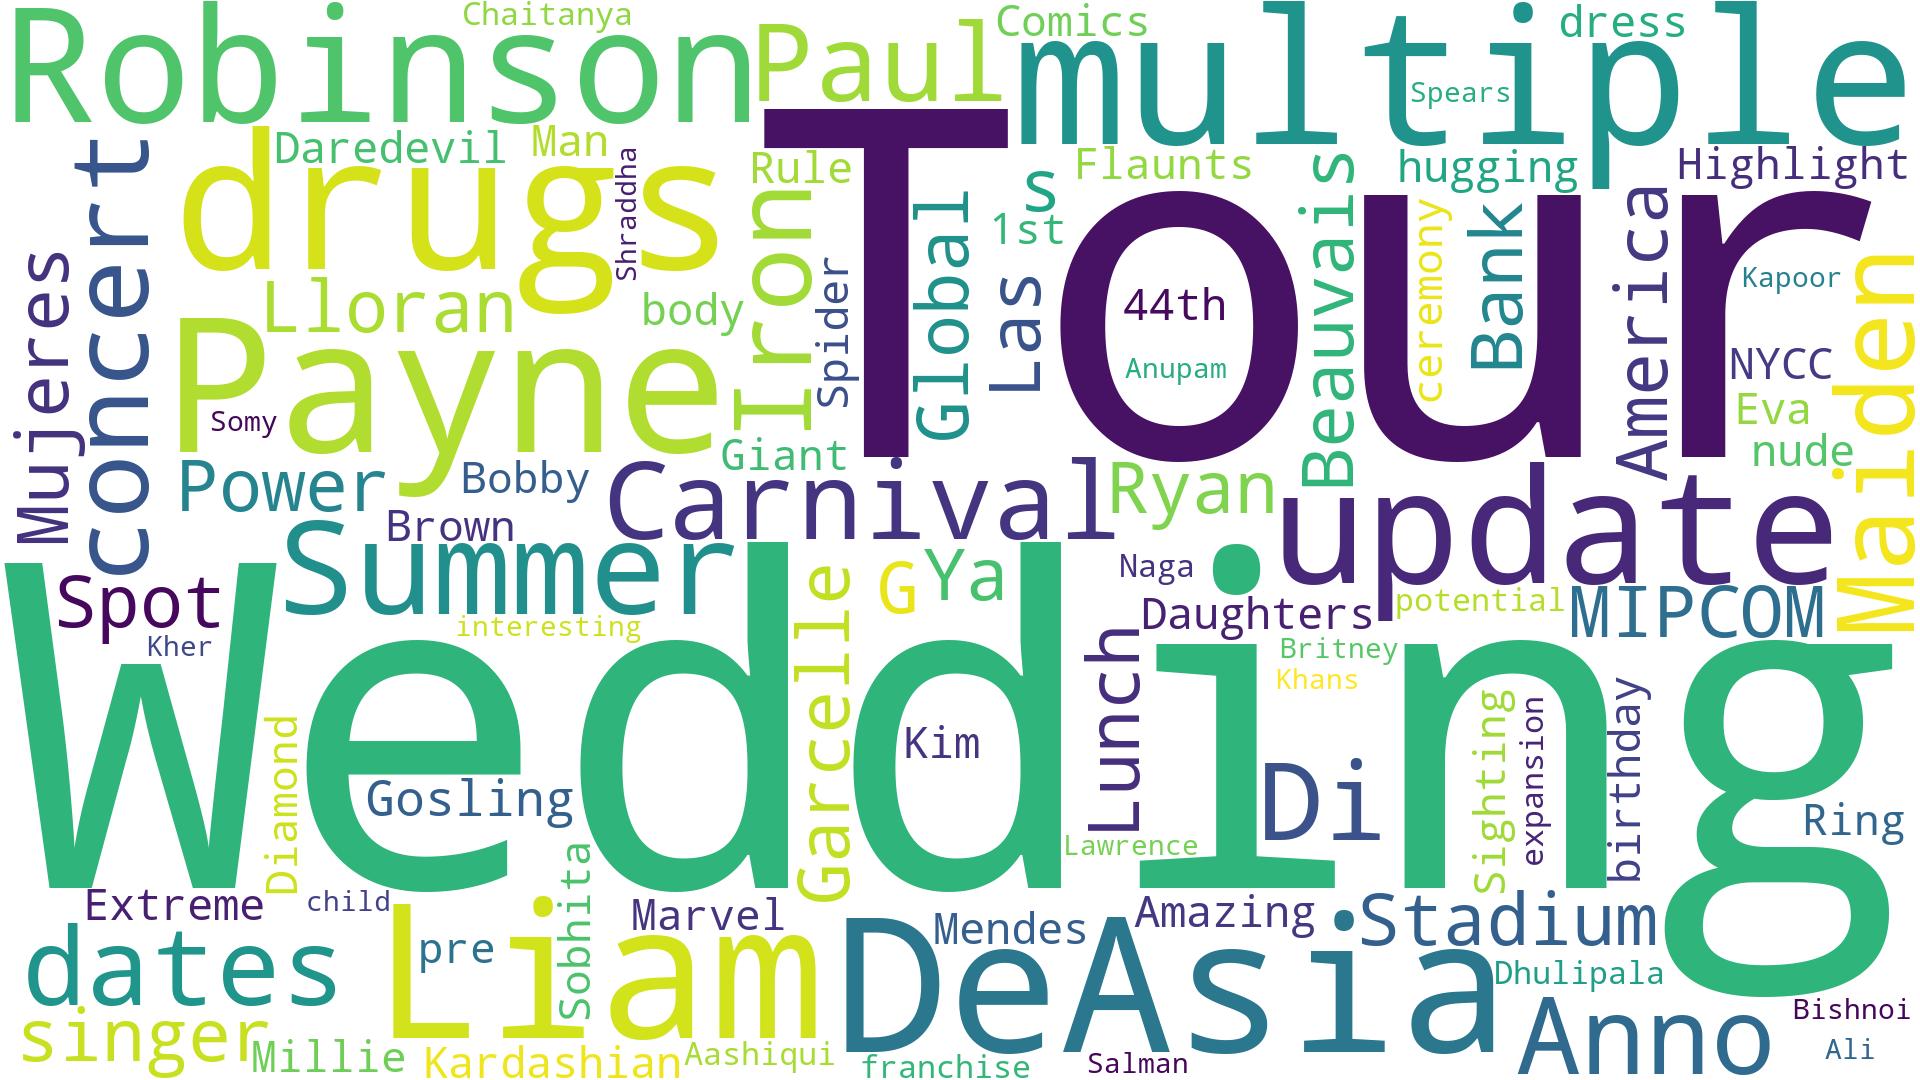 Robinson
Chaitanya
Paul
Comics
multiple
dress
Spears
concert
drugs
Daredevil
Man
Shraddha
Rule
Iron
Tour
Global
s
1st
Las
Flaunts
Beauvais
hugging
Highlight
ceremony
Bank
America
Kapoor
Maiden
Mujeres
Lloran
body
Spider
44th
Anupam
NYCC
Eva
nude
Payne
Somy
Giant
Power
Bobby
Carnival
Ryan
update
Brown
Summer
Spot
Kher
interesting
Garcelle
G
Ya
Naga
Lunch
Daughters
potential
MIPCOM
Britney
Khans
Wedding
Diamond
Gosling
Kim
Di
Sighting
expansion
birthday
Ring
Lawrence
Extreme
child
Sobhita
Marvel
Mendes
Amazing
Stadium
dates
pre
Liam
DeAsia
Dhulipala
Anno
Bishnoi
singer
Millie
Kardashian
Aashiqui
franchise
Salman
Ali